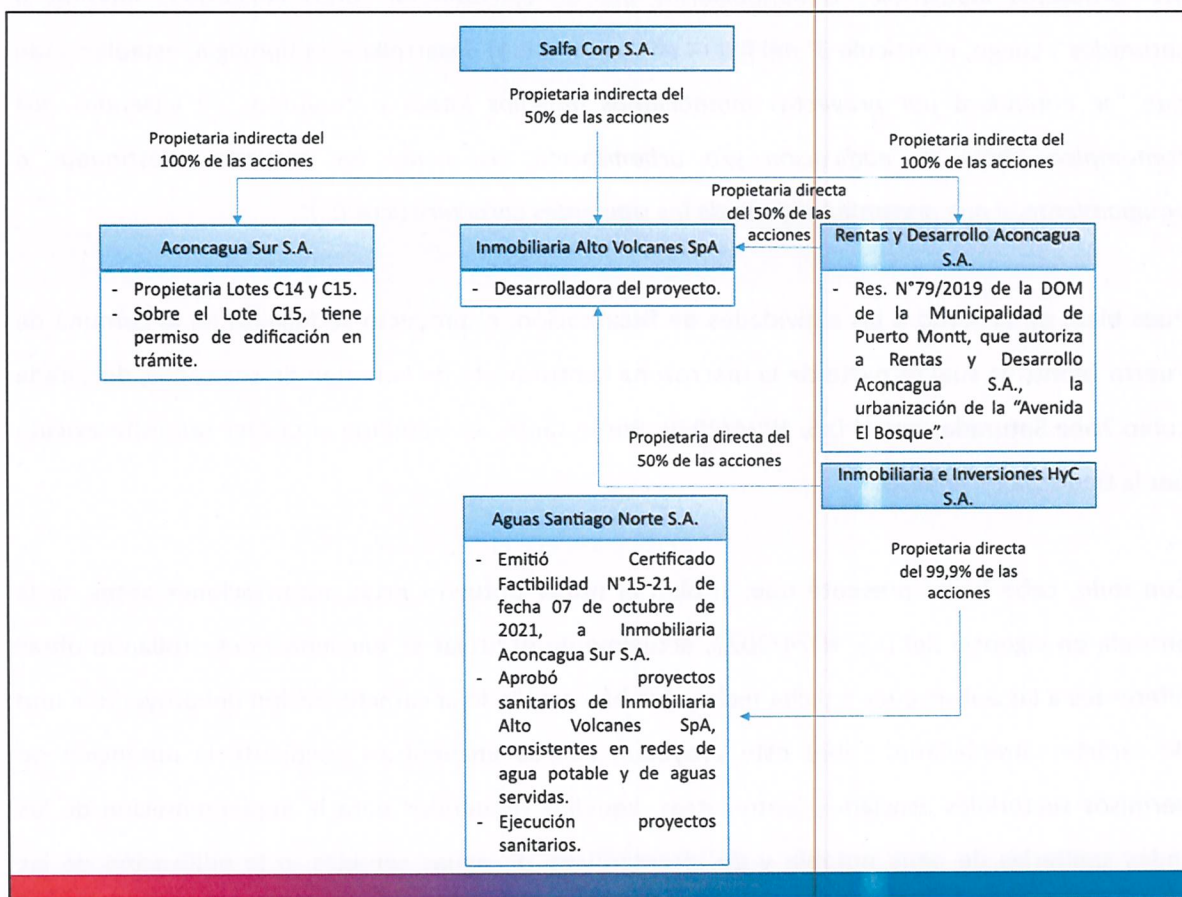 Salfa Corp S.A.
Propietaria indirecta del
50% de las acciones
Propietaria indirecta del
100% de las acciones
Propietaria indirecta del
100% de las acciones
Propietaria directa
del 50% de las
acciones
Aconcagua Sur S.A.
- Propietaria Lotes C14 y C15.
- Sobre el Lote C15, tiene
permiso de edificación en
trámite.
Inmobiliaria Alto Volcanes SpA
- Desarrolladora del proyecto.
Rentas y Desarrollo Aconcagua
S.A.
- Res. N°79/2019 de la DOM
de la Municipalidad de
Puerto Montt, que autoriza
a Rentas y Desarrollo
Aconcagua S.A., la
urbanización de la “Avenida
El Bosque”.
Propietaria directa del
50% de las acciones
Inmobiliaria e Inversiones HyC
S.A.
Aguas Santiago Norte S.A.
- Emitió Certificado
Factibilidad N°15-21, de
fecha 07 de octubre de
2021, a Inmobiliaria
Aconcagua Sur S.A.
- Aprobó proyectos
sanitarios de Inmobiliaria
Alto Volcanes SpA,
consistentes en redes de
agua potable y de aguas
servidas.
- Ejecución proyectos
sanitarios.
Propietaria directa
del 99,9% de las
acciones